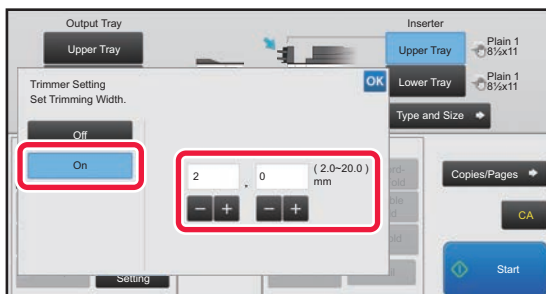 Output Tray
Inserter
Upper Tray
Upper Tray
Plain 1
8½x11
Trimmer Setting
Set Trimming Width.
OK
Lower Tray
Plain 1
8½x11
Type and Size
Off
On
2 . 0
(2.0~20.0)
mm
Copies/Pages
CA
Setting
Start